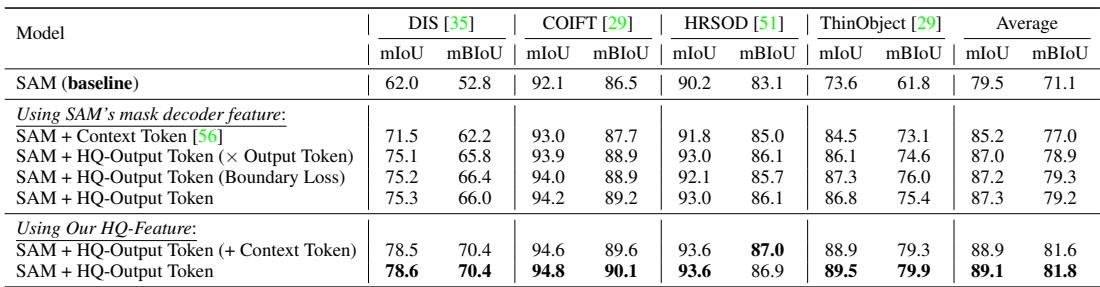 Model DIS [35] COIFT [29] HRSOD [51] ThinObject [29] Average
mIoU mBIoU mIoU mBIoU mIoU mBIoU mIoU mBIoU mIoU mBIoU
SAM (baseline) 62.0 52.8 92.1 86.5 90.2 83.1 73.6 61.8 79.5 71.1
Using SAM's mask decoder feature:
SAM + Context Token [56] 71.5 62.2 93.0 87.7 91.8 85.0 84.5 73.1 85.2 77.0
SAM + HQ-Output Token (× Output Token) 75.1 65.8 93.9 88.9 93.0 86.1 86.1 74.6 87.0 78.9
SAM + HQ-Output Token (Boundary Loss) 75.2 66.4 94.0 88.9 92.1 85.7 87.3 76.0 87.2 79.3
SAM + HQ-Output Token 75.3 66.0 94.2 89.2 93.0 86.1 86.8 75.4 87.3 79.2
Using Our HQ-Feature:
SAM + HQ-Output Token (+ Context Token) 78.5 70.4 94.6 89.6 93.6 87.0 88.9 79.3 88.9 81.6
SAM + HQ-Output Token 78.6 70.4 94.8 90.1 93.6 86.9 89.5 79.9 89.1 81.8